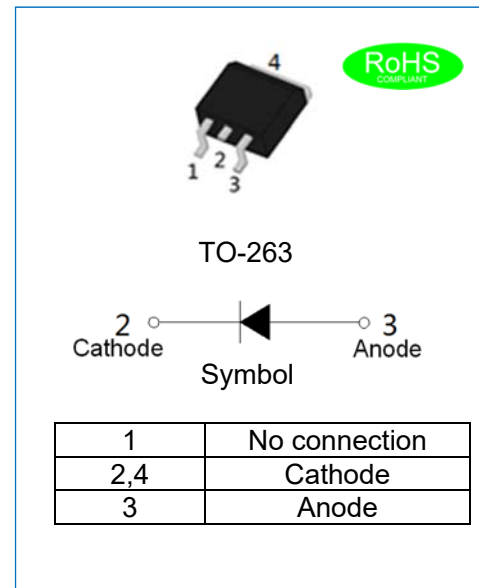 4
RoHS
COMPLIANT
1
2
3
TO-263
2
3
Cathode
Anode
Symbol
1 No connection
2,4 Cathode
3 Anode